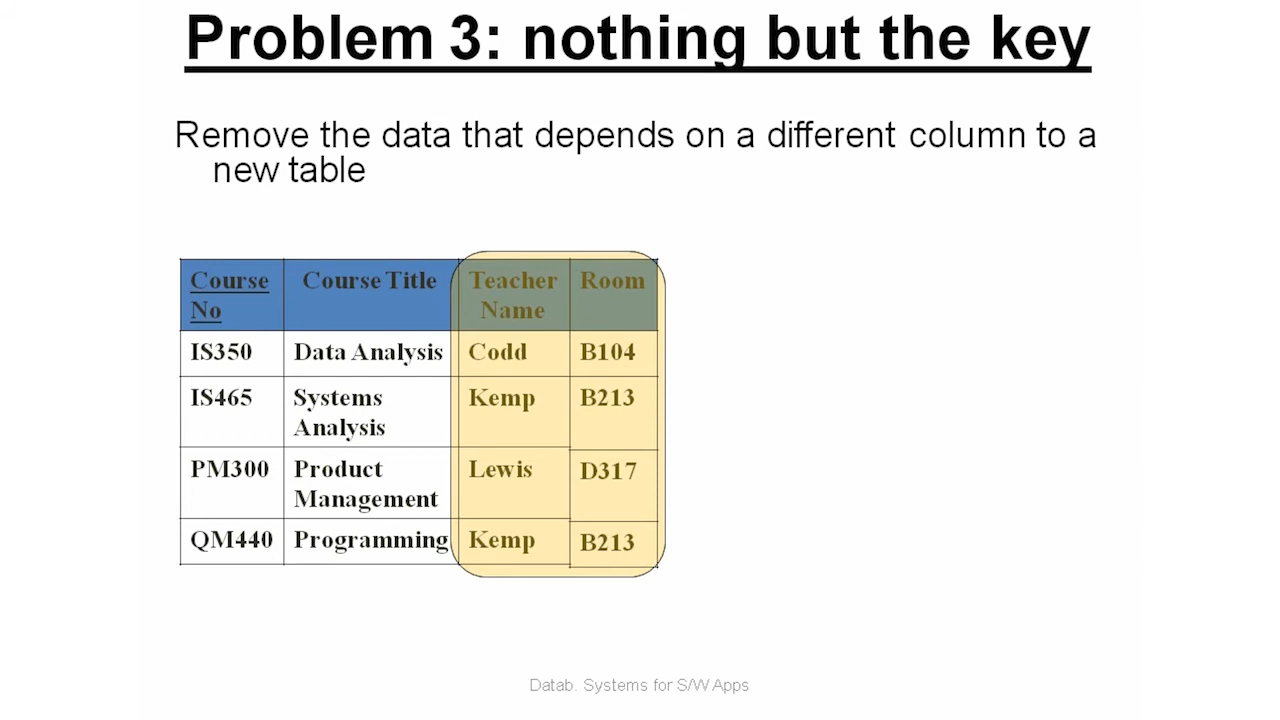 Problem 3: nothing but the key
Remove the data that depends on a different column to a
new table
Course Course Title Teacher Room
No Name
IS350 Data Analysis Codd B104
IS465 Systems Kemp B213
Analysis
PM300 Product Lewis D317
Management
QM440 Programming Kemp B213
Datab. Systems for S/W Apps